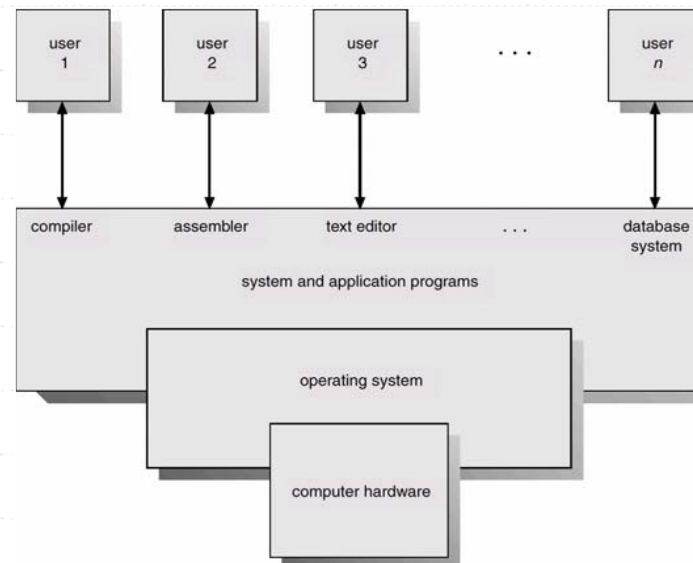 user
1
user
2
user
3
. . .
user
n
compiler
assembler
text editor
. . .
database
system
system and application programs
operating system
computer hardware